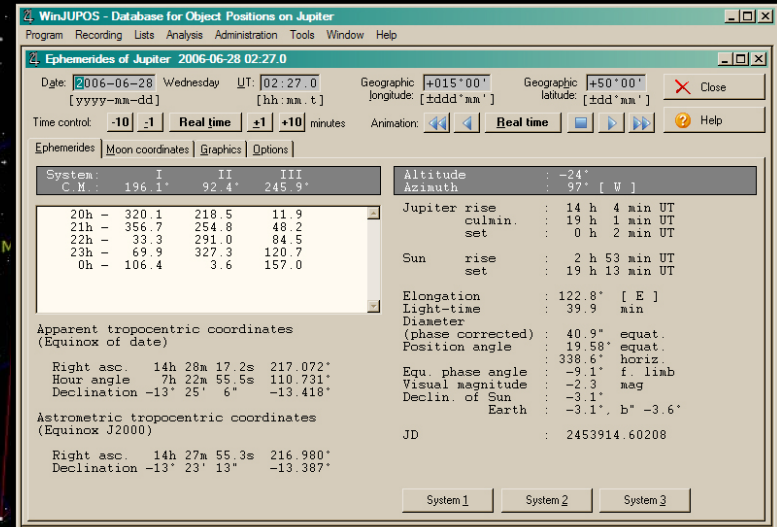 WinJUPOS - Database for Object Positions on Jupiter
Program Recording Lists Analysis Administration Tools Window Help
Ephemerides of Jupiter 2006-06-28 02:27.0
Date: 2006-06-28 Wednesday UT: 02:27.0 Geographic longitude: +015°00' Geographic latitude: +50°00' Close
[yyyy-mm-dd] [hh:mm.t] [±ddd°mm'] [±dd°mm']
Time control: -10 -1 Real time +1 +10 minutes Animation: Real time Help
Ephemerides Moon coordinates Graphics Options
System: I II III
C.M.: 196.1° 92.4° 245.9°
20h - 320.1 218.5 11.9
21h - 356.7 254.8 48.2
22h - 33.3 291.0 84.5
23h - 69.9 327.3 120.7
0h - 106.4 3.6 157.0
Apparent tropocentric coordinates
(Equinox of date)
Right asc. 14h 28m 17.2s 217.072°
Hour angle 7h 22m 55.5s 110.731°
Declination -13° 25' 6" -13.418°
Astrometric tropocentric coordinates
(Equinox J2000)
Right asc. 14h 27m 55.3s 216.980°
Declination -13° 23' 13" -13.387°
Altitude : -24°
Azimuth : 97° [ W ]
Jupiter rise : 14 h 4 min UT
culmin. : 19 h 1 min UT
set : 0 h 2 min UT
Sun rise : 2 h 53 min UT
set : 19 h 13 min UT
Elongation : 122.8° [ E ]
Light-time : 39.9 min
Diameter
(phase corrected) : 40.9" equat.
Position angle : 19.58° equat.
: 338.6° horiz.
Equ. phase angle : -9.1° f. limb
Visual magnitude : -2.3 mag
Declin. of Sun : -3.1°
Earth : -3.1°, b" -3.6°
JD : 2453914.60208
System 1 System 2 System 3
M